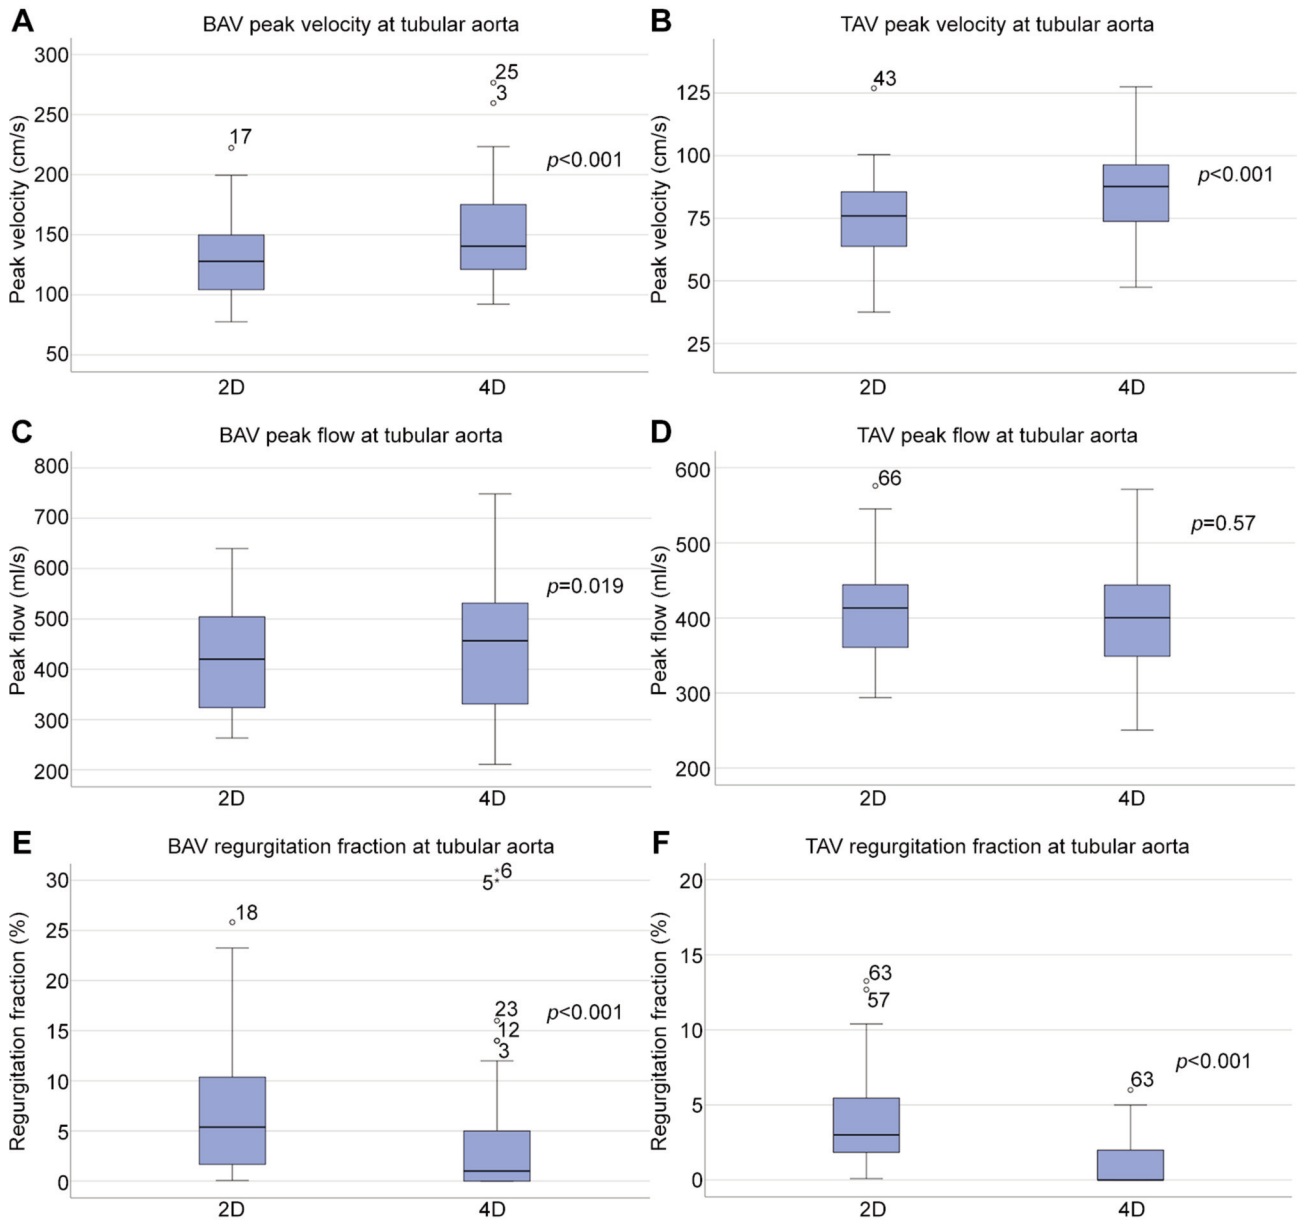 A
BAV peak velocity at tubular aorta
Peak velocity (cm/s)
300
250
200
150
100
50
17
25
3
p<0.001
2D
4D
B
TAV peak velocity at tubular aorta
Peak velocity (cm/s)
125
100
75
50
25
43
p<0.001
2D
4D
C
BAV peak flow at tubular aorta
Peak flow (ml/s)
800
700
600
500
400
300
200
p=0.019
2D
4D
D
TAV peak flow at tubular aorta
Peak flow (ml/s)
600
500
400
300
200
66
p=0.57
2D
4D
E
BAV regurgitation fraction at tubular aorta
Regurgitation fraction (%)
30
25
20
15
10
5
0
18
*6
5*
23
12
3
p<0.001
2D
4D
F
TAV regurgitation fraction at tubular aorta
Regurgitation fraction (%)
20
15
10
5
0
63
57
63
p<0.001
2D
4D